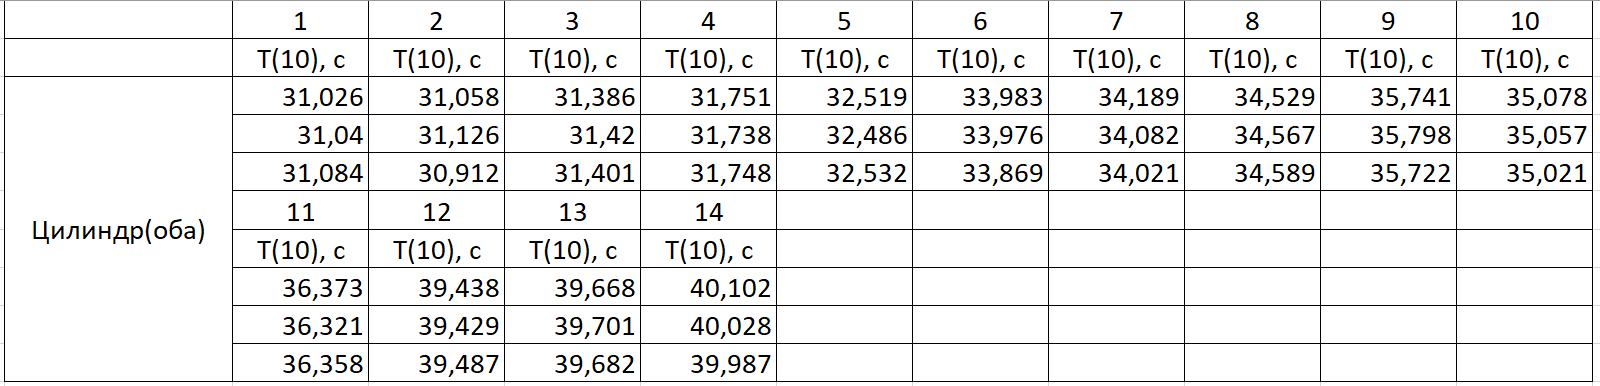 1 2 3 4 5 6 7 8 9 10
T(10), с T(10), с T(10), с T(10), с T(10), с T(10), с T(10), с T(10), с T(10), с T(10), с
31,026 31,058 31,386 31,751 32,519 33,983 34,189 34,529 35,741 35,078
31,04 31,126 31,42 31,738 32,486 33,976 34,082 34,567 35,798 35,057
31,084 30,912 31,401 31,748 32,532 33,869 34,021 34,589 35,722 35,021
11 12 13 14
Цилиндр(оба)
T(10), с T(10), с T(10), с T(10), с
36,373 39,438 39,668 40,102
36,321 39,429 39,701 40,028
36,358 39,487 39,682 39,987